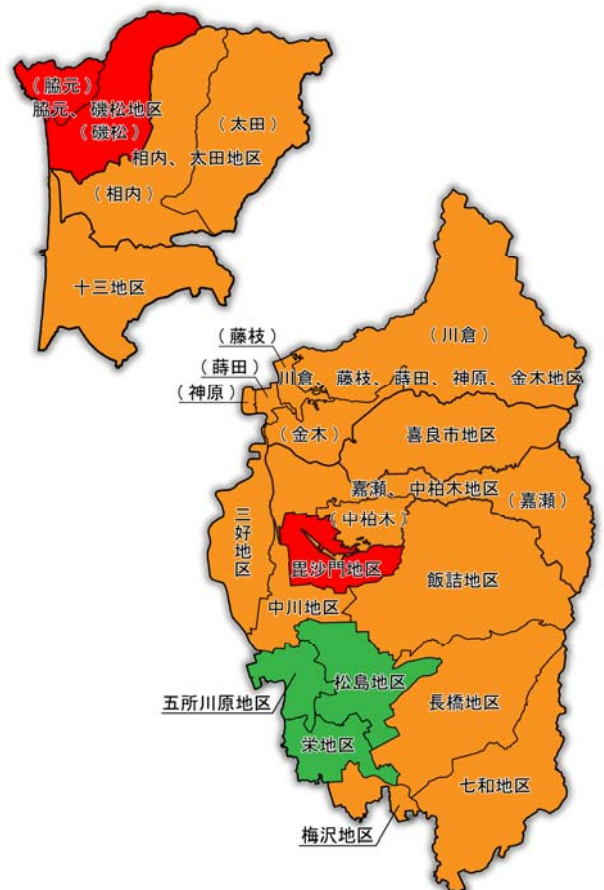 （脇元）
脇元、磯松地区
（磯松）
（太田）
相内、太田地区
（相内）
十三地区
（藤枝）
（川倉）
（蒔田）
川倉、藤枝、蒔田、神原、金木地区
（神原）
（金木）
喜良市地区
嘉瀬、中柏木地区
（嘉瀬）
（中柏木）
三好地区
毘沙門地区
飯詰地区
中川地区
松島地区
五所川原地区
長橋地区
栄地区
七和地区
梅沢地区